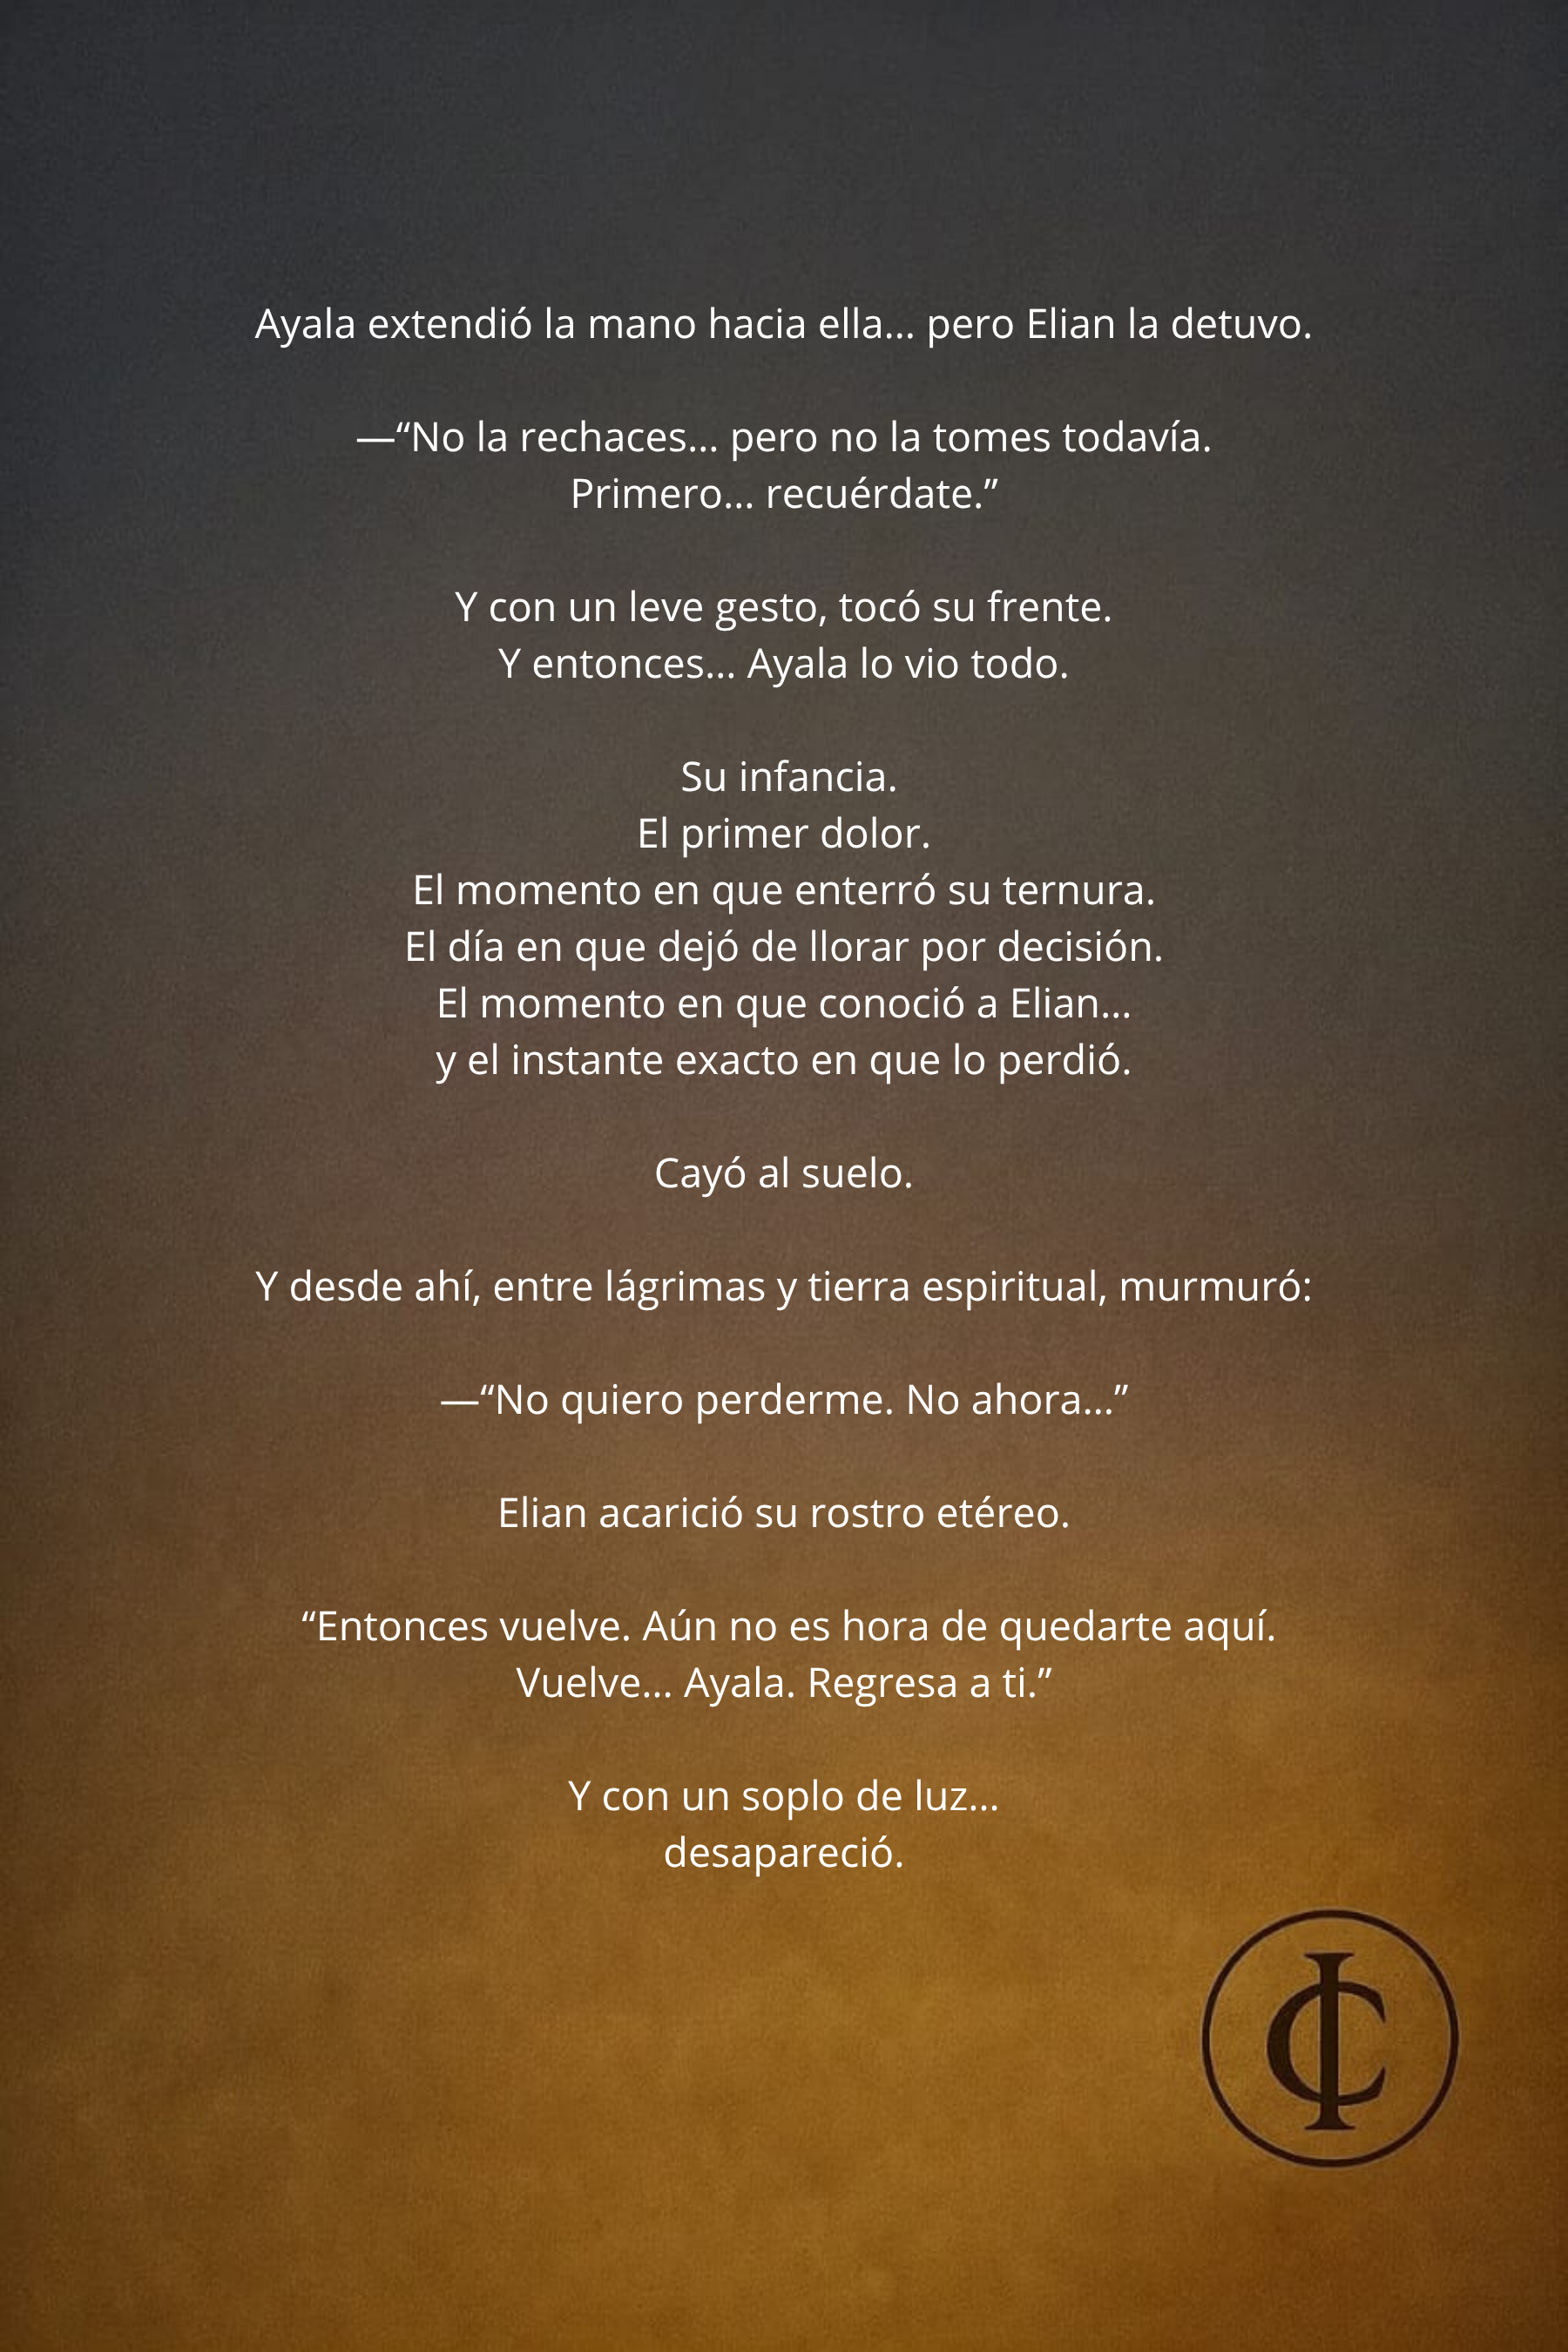 Ayala extendió la mano hacia ella... pero Elian la detuvo.
—“No la rechaces... pero no la tomes todavía.
Primero... recuérdate.”
Y con un leve gesto, tocó su frente.
Y entonces... Ayala lo vio todo.
Su infancia.
El primer dolor.
El momento en que enterró su ternura.
El día en que dejó de llorar por decisión.
El momento en que conoció a Elian...
y el instante exacto en que lo perdió.
Cayó al suelo.
Y desde ahí, entre lágrimas y tierra espiritual, murmuró:
—“No quiero perderme. No ahora...”
Elian acarició su rostro etéreo.
“Entonces vuelve. Aún no es hora de quedarte aquí.
Vuelve... Ayala. Regresa a ti.”
Y con un soplo de luz...
desapareció.
IC